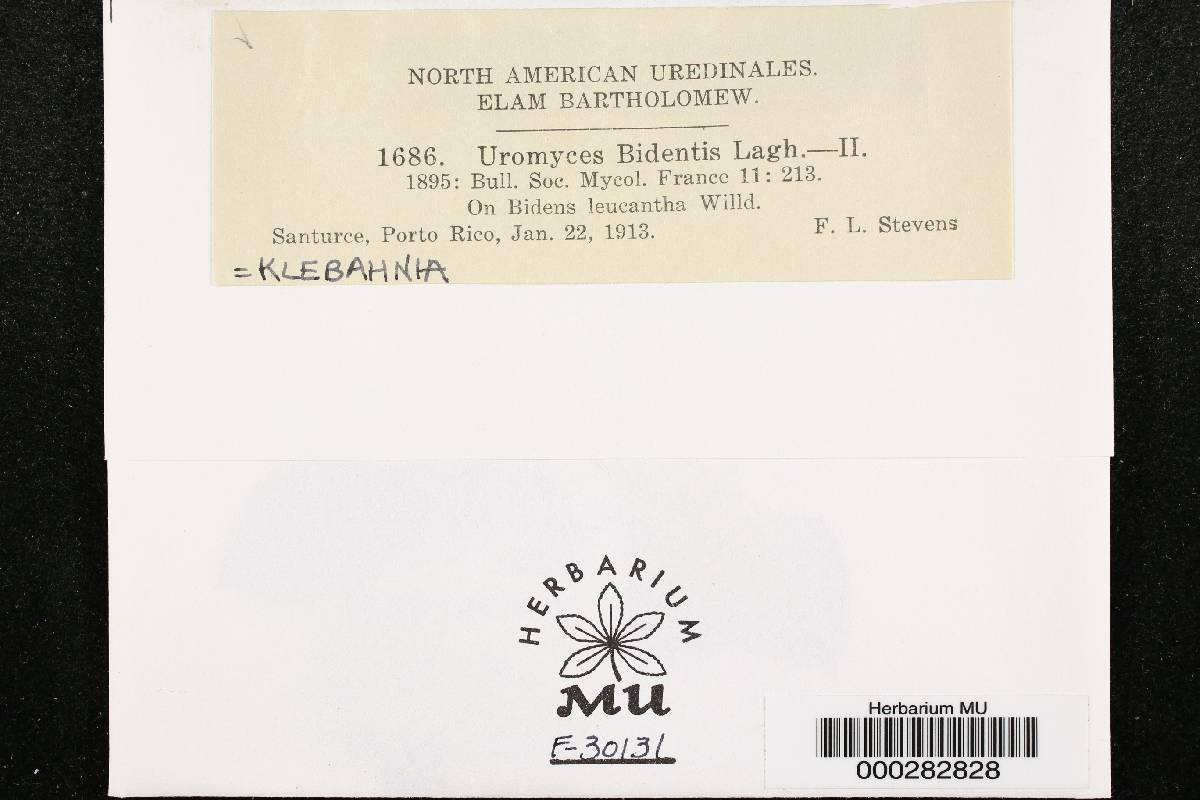 NORTH AMERICAN UREDINALES.
ELAM BARTHOLOMEW.
1686. Uromyces Bidentis Lagh.—II.
1895: Bull. Soc. Mycol. France 11: 213.
On Bidens leucantha Willd.
Santurce, Porto Rico, Jan. 22, 1913. F. L. Stevens
=KLEBAHNIA
HERBARIUM
MU
F-30131
Herbarium MU
000282828